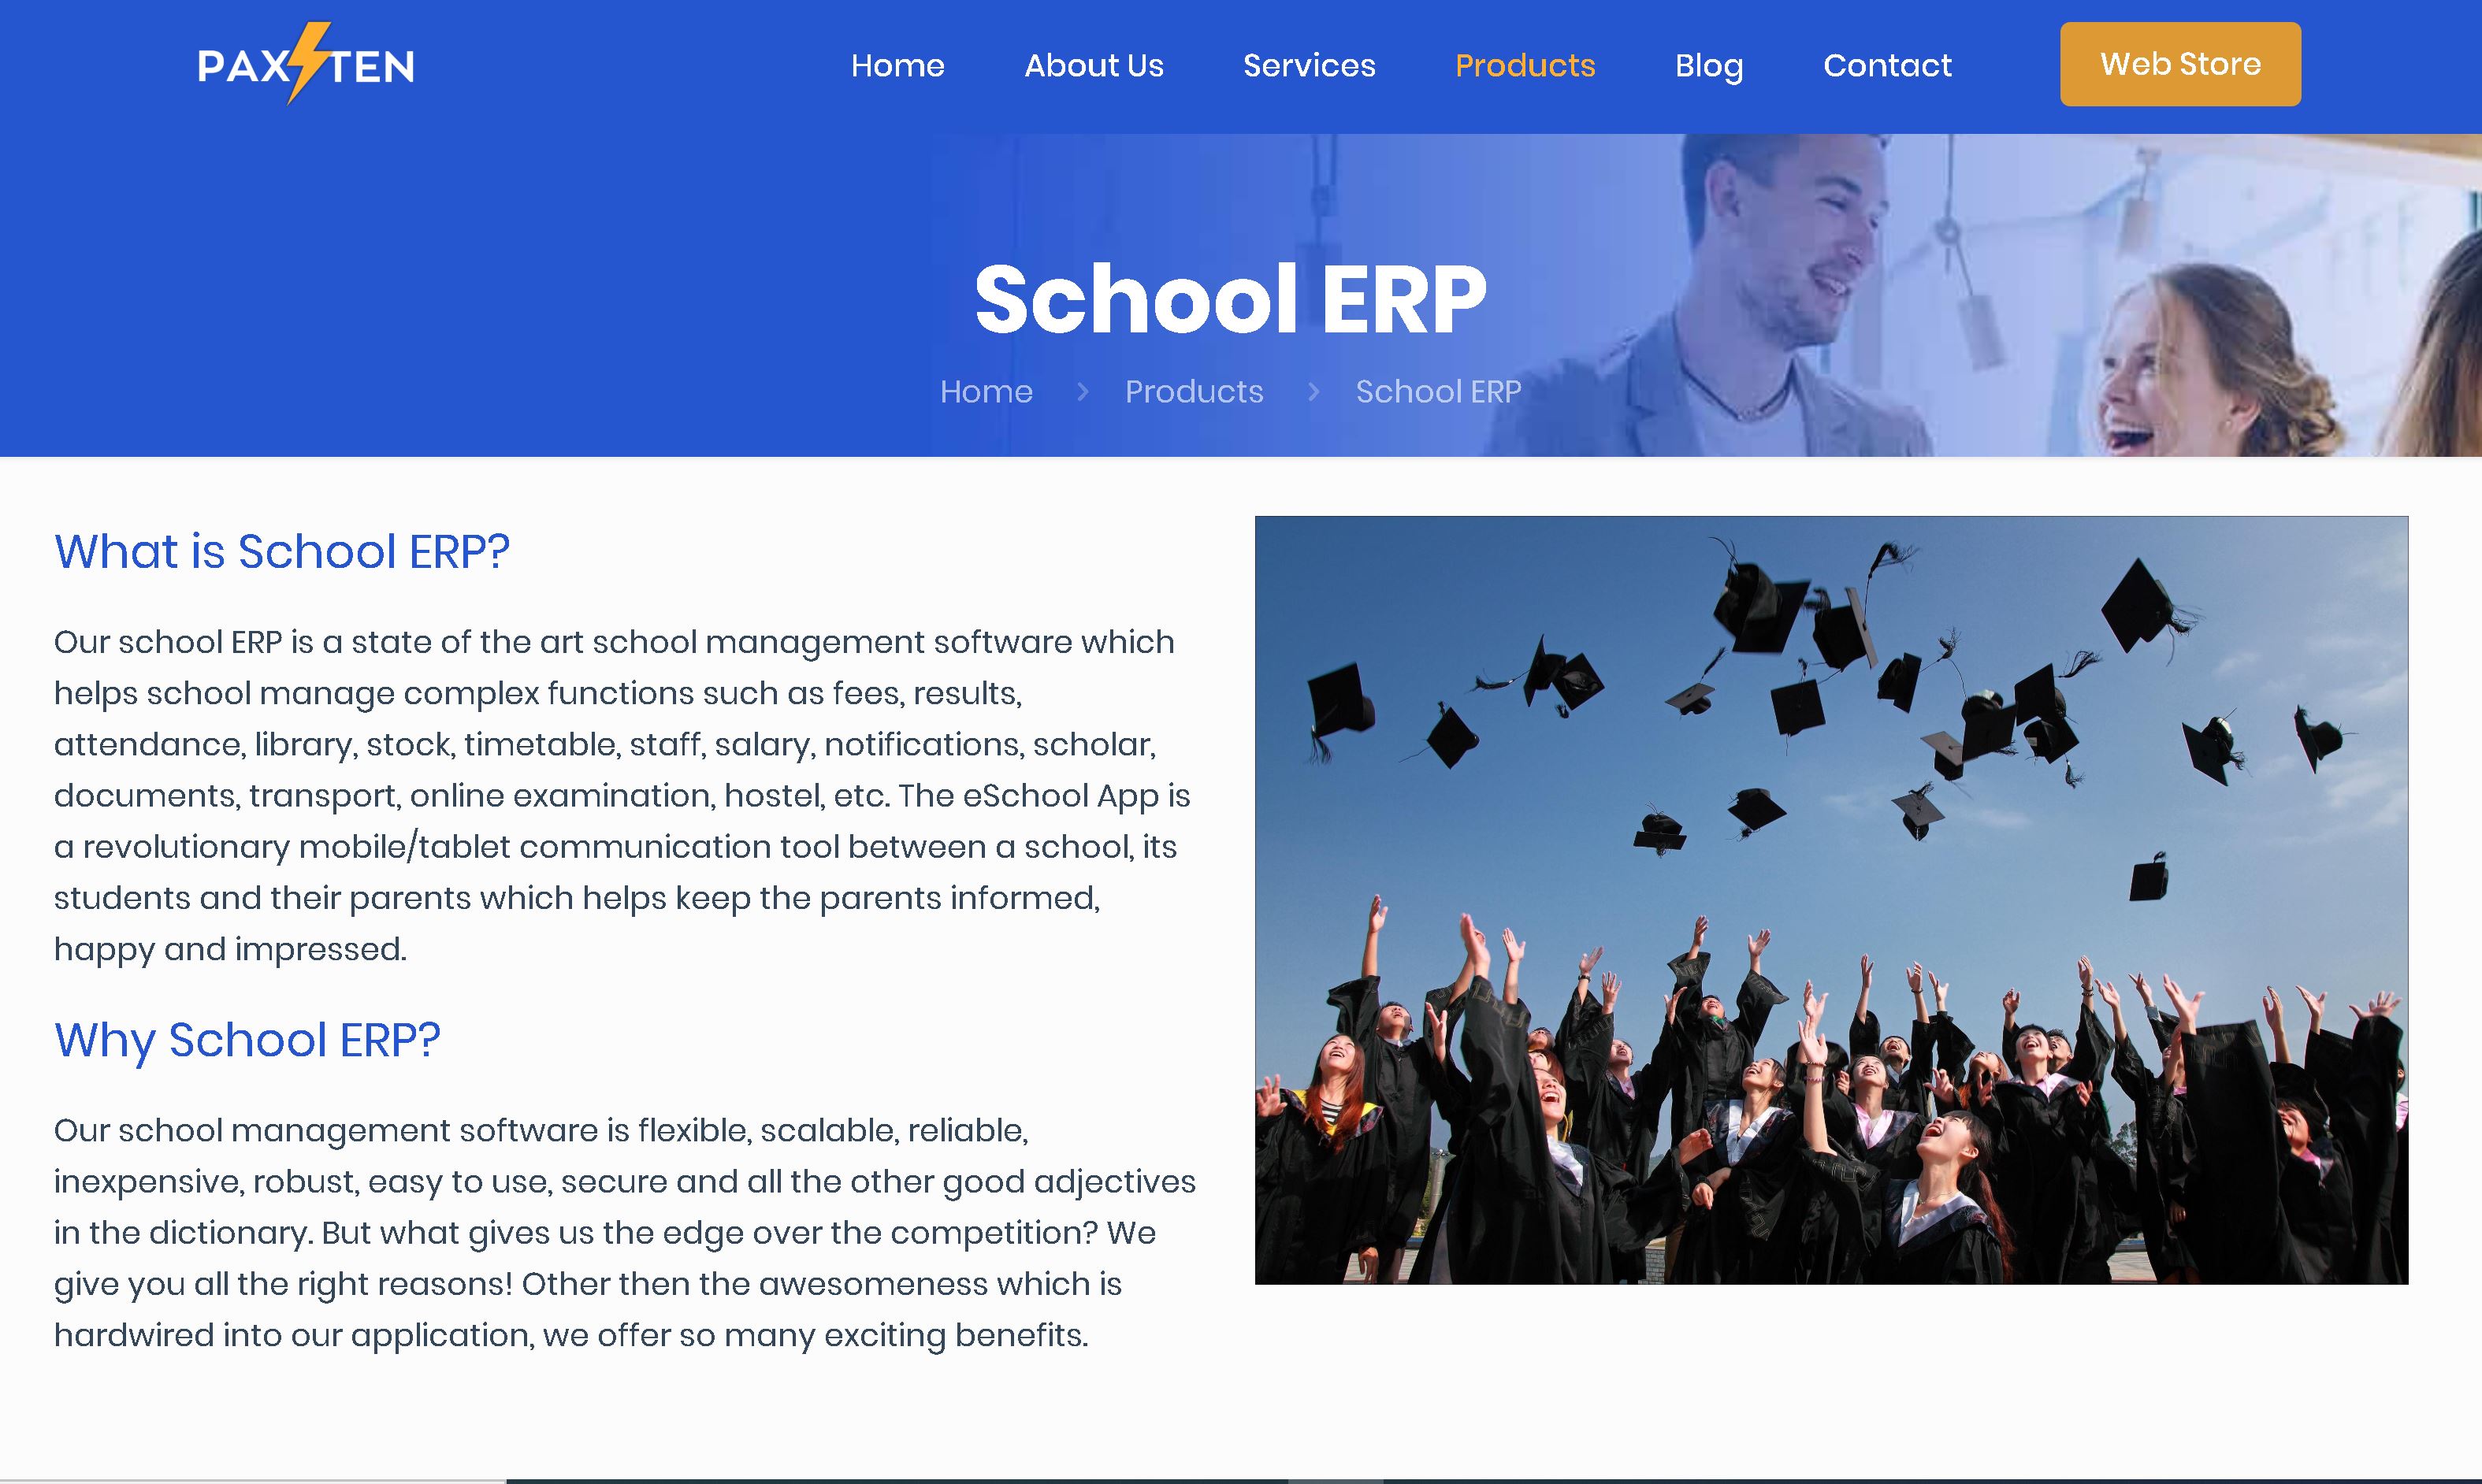 PAX TEN
Home
About Us
Services
Products
Blog
Contact
Web Store
School ERP
Home > Products > School ERP
What is School ERP?
Our school ERP is a state of the art school management software which
helps school manage complex functions such as fees, results,
attendance, library, stock, timetable, staff, salary, notifications, scholar,
documents, transport, online examination, hostel, etc. The eSchool App is
a revolutionary mobile/tablet communication tool between a school, its
students and their parents which helps keep the parents informed,
happy and impressed.
Why School ERP?
Our school management software is flexible, scalable, reliable,
inexpensive, robust, easy to use, secure and all the other good adjectives
in the dictionary. But what gives us the edge over the competition? We
give you all the right reasons! Other then the awesomeness which is
hardwired into our application, we offer so many exciting benefits.